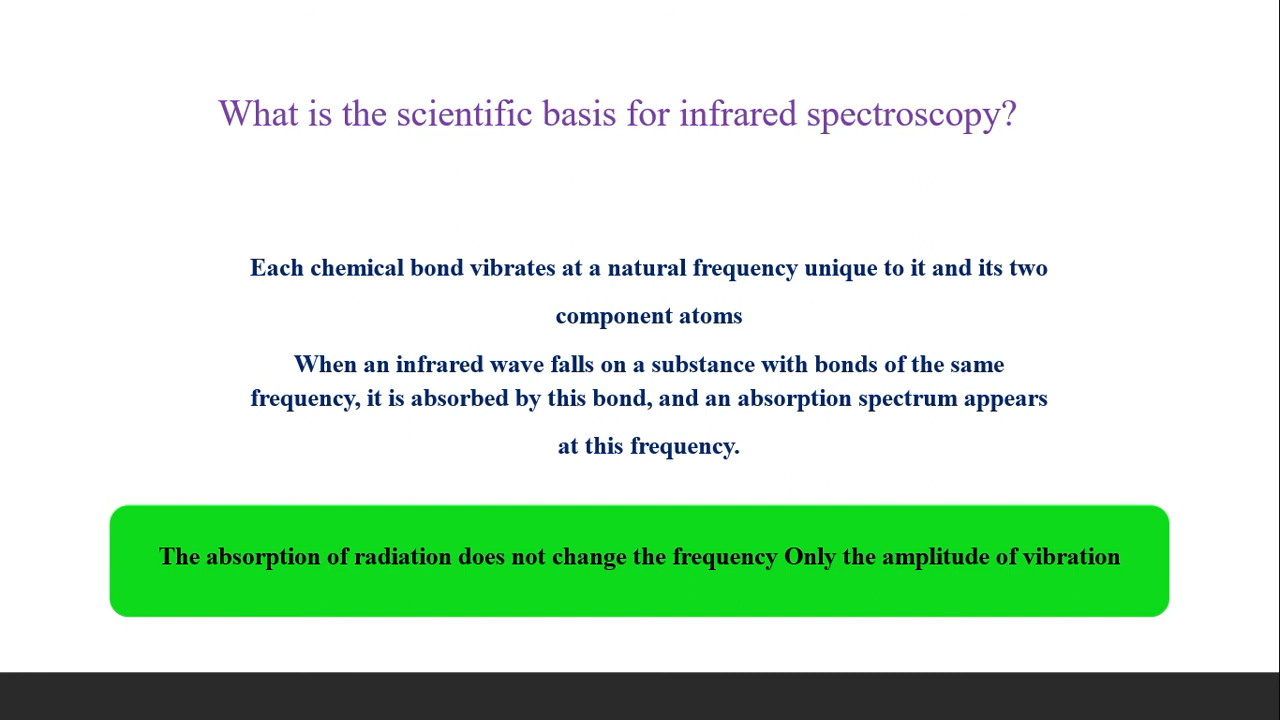 What is the scientific basis for infrared spectroscopy?
Each chemical bond vibrates at a natural frequency unique to it and its two
component atoms
When an infrared wave falls on a substance with bonds of the same
frequency, it is absorbed by this bond, and an absorption spectrum appears
at this frequency.
The absorption of radiation does not change the frequency Only the amplitude of vibration